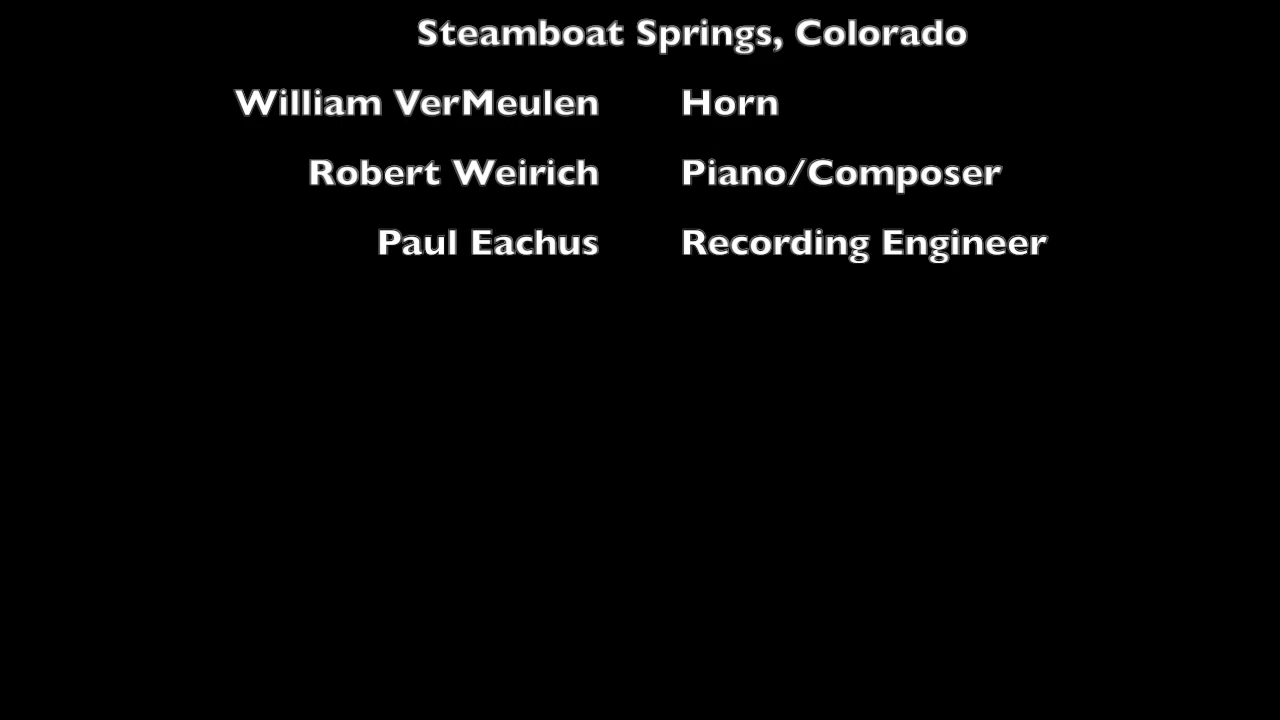 Steamboat Springs, Colorado
William VerMeulen Horn
Robert Weirich Piano/Composer
Paul Eachus Recording Engineer